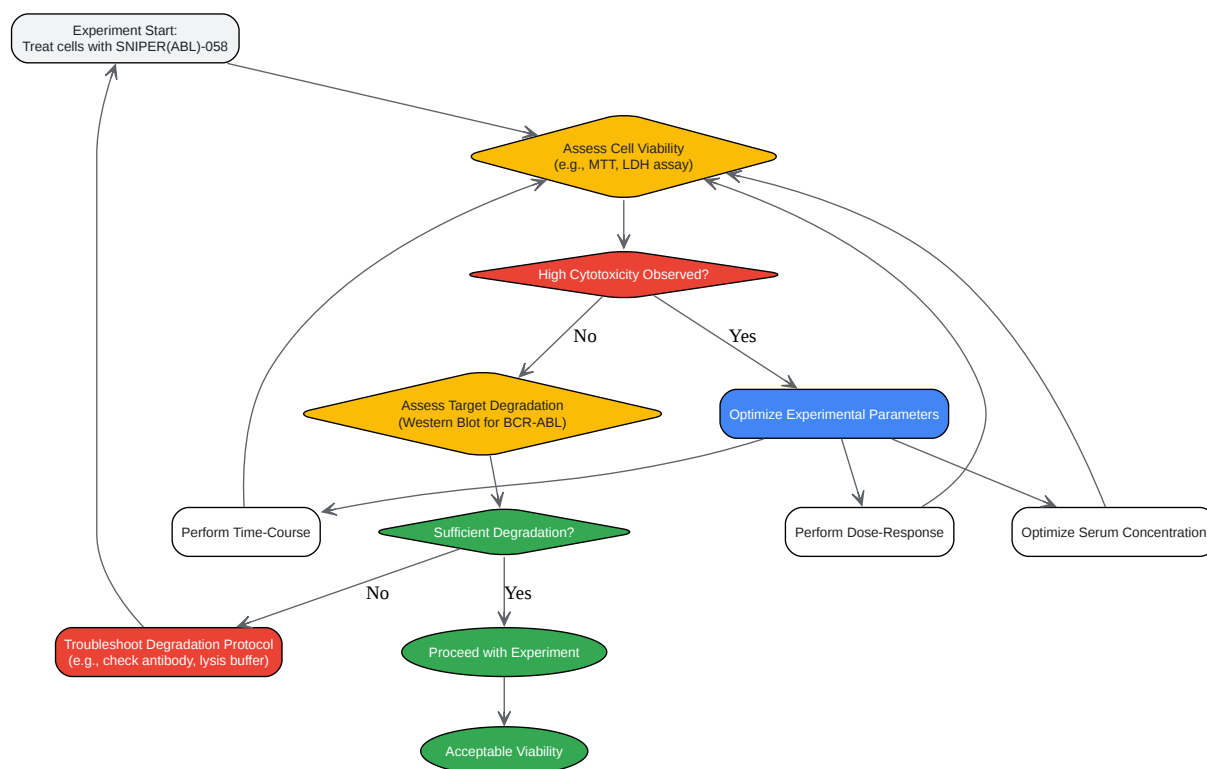 Experiment Start:
Treat cells with SNIPER(ABL)-058
Assess Cell Viability
(e.g., MTT, LDH assay)
High Cytotoxicity Observed?
No
Yes
Assess Target Degradation
(Western Blot for BCR-ABL)
Optimize Experimental Parameters
Perform Time-Course
Sufficient Degradation?
Perform Dose-Response
Optimize Serum Concentration
No
Yes
Troubleshoot Degradation Protocol
(e.g., check antibody, lysis buffer)
Proceed with Experiment
Acceptable Viability